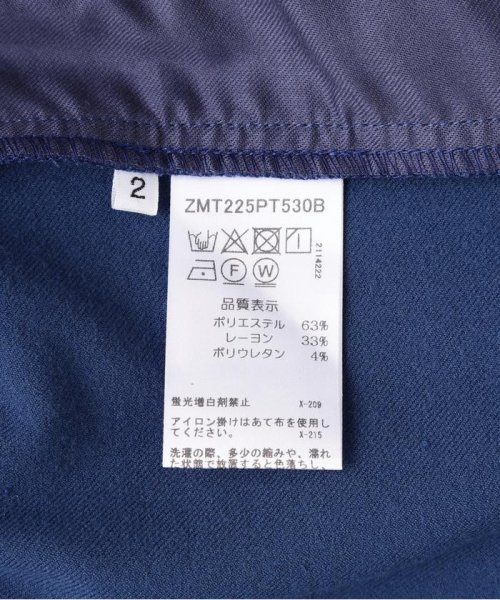 2
ZMT225PT530B
2114222
F W
品質表示
ポリエステル 63%
レーヨン 33%
ポリウレタン 4%
蛍光増白剤禁止 X-209
アイロン掛けはあて布を使用し
てください。 X-215
洗濯の際、多少の縮みや、濡れ
た状態で放置すると色落ちし、